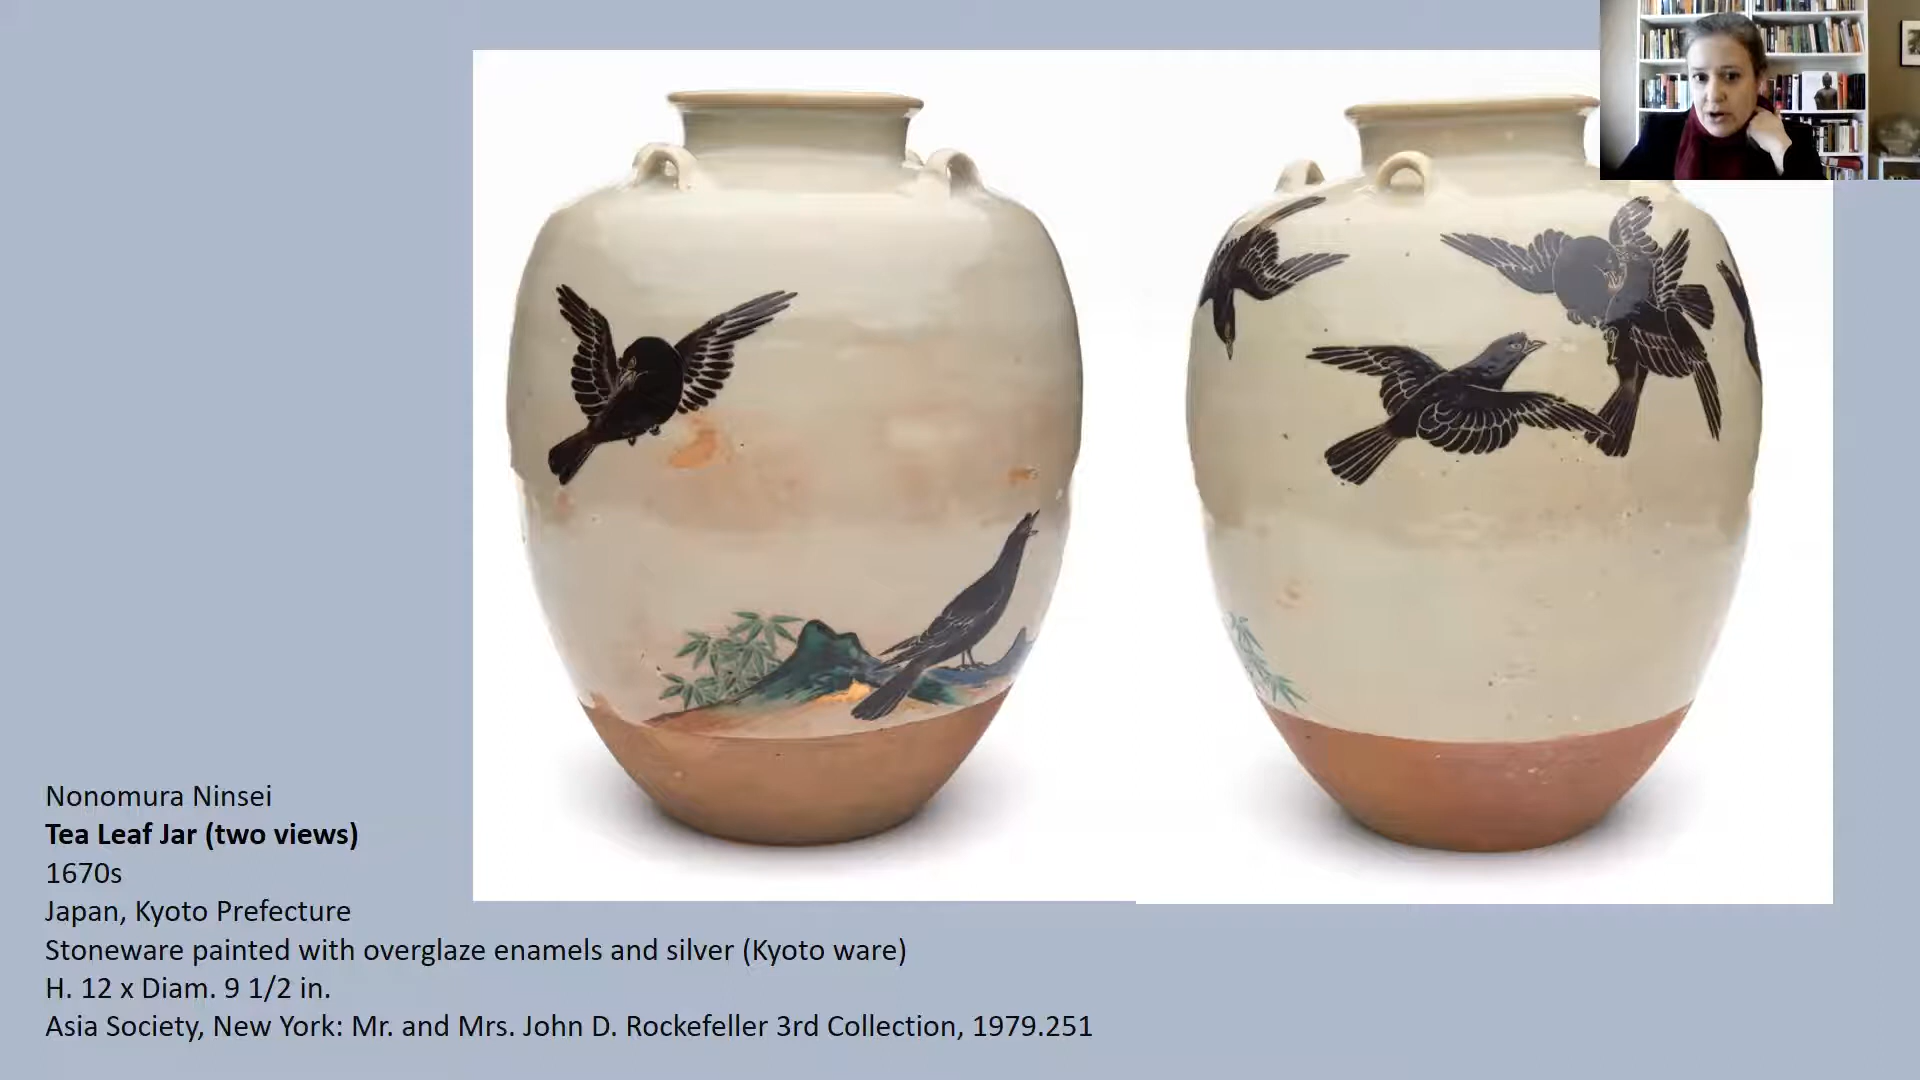 Nonomura Ninsei
Tea Leaf Jar (two views)
1670s
Japan, Kyoto Prefecture
Stoneware painted with overglaze enamels and silver (Kyoto ware)
H. 12 x Diam. 9 1/2 in.
Asia Society, New York: Mr. and Mrs. John D. Rockefeller 3rd Collection, 1979.251